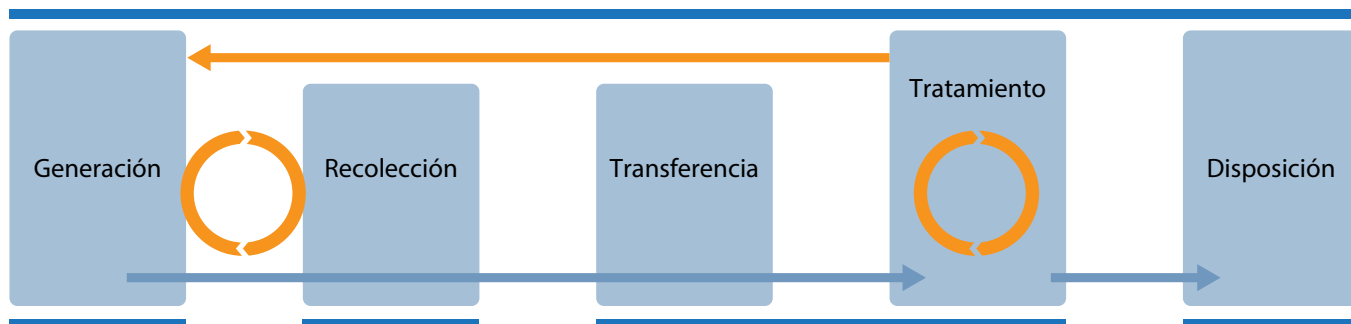 Generación
Recolección
Transferencia
Tratamiento
Disposición